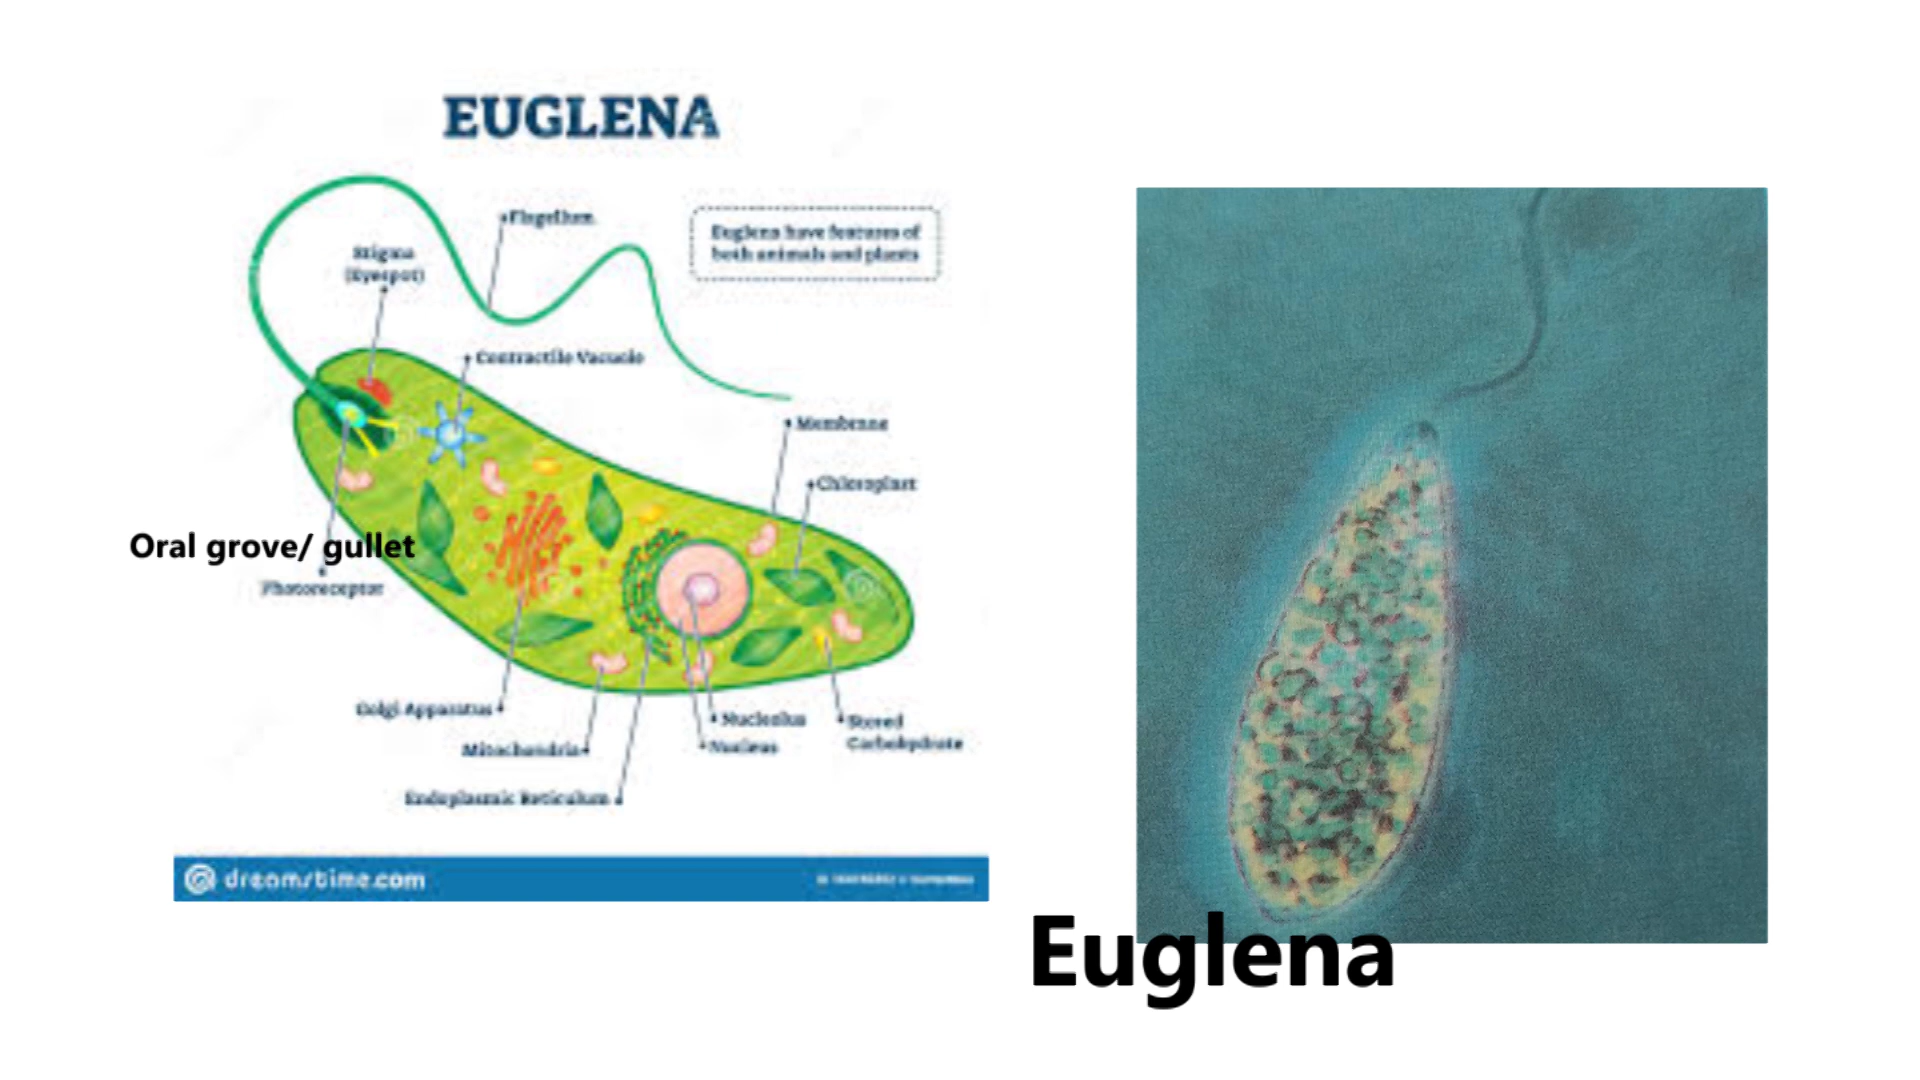 EUGLENA
Flagellum
Euglena have features of
both animals and plants
Stigma
(Eyespot)
Contractile Vacuole
Membrane
Chloroplast
Oral grove/ gullet
Photoreceptor
Golgi Apparatus
Nucleolus
Stored
Carbohydrate
Mitochondria
Nucleus
Endoplasmic Reticulum
dreamstime.com
Euglena